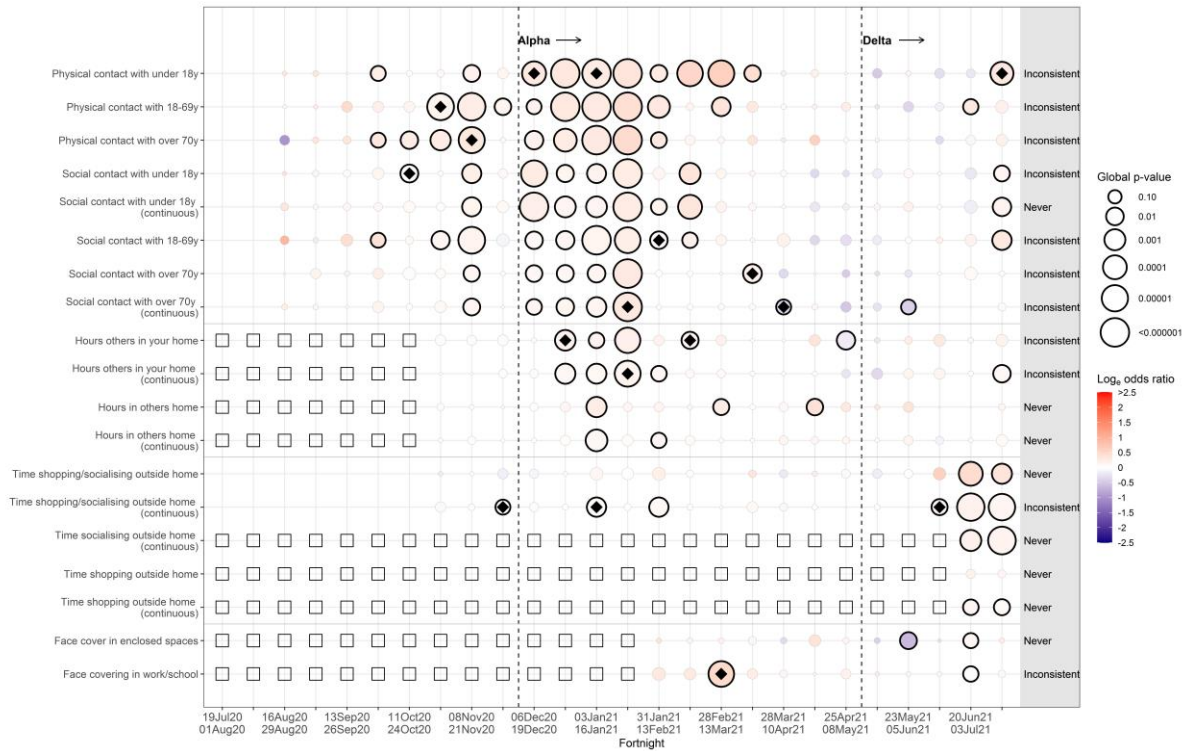 Alpha →
Delta →
Physical contact with under 18y
Inconsistent
Physical contact with 18-69y
Inconsistent
Physical contact with over 70y
Inconsistent
Social contact with under 18y
Inconsistent
Social contact with under 18y
(continuous)
Never
Social contact with 18-69y
Inconsistent
Social contact with over 70y
Inconsistent
Social contact with over 70y
(continuous)
Inconsistent
Hours others in your home
Inconsistent
Hours others in your home
(continuous)
Inconsistent
Hours in others home
Never
Hours in others home
(continuous)
Never
Time shopping/socialising outside home
Never
Time shopping/socialising outside home
(continuous)
Inconsistent
Time socialising outside home
(continuous)
Never
Time shopping outside home
Never
Time shopping outside home
(continuous)
Never
Face cover in enclosed spaces
Never
Face covering in work/school
Inconsistent
19Jul20 16Aug20 13Sep20 11Oct20 08Nov20 06Dec20 03Jan21 31Jan21 28Feb21 28Mar21 25Apr21 23May21 20Jun21
01Aug20 29Aug20 26Sep20 24Oct20 21Nov20 19Dec20 16Jan21 13Feb21 13Mar21 10Apr21 08May21 05Jun21 03Jul21
Fortnight
Global p-value
0.10
0.01
0.001
0.0001
0.00001
<0.000001
Logₑ odds ratio
>2.5
2
1.5
1
0.5
0
-0.5
-1
-1.5
-2
-2.5